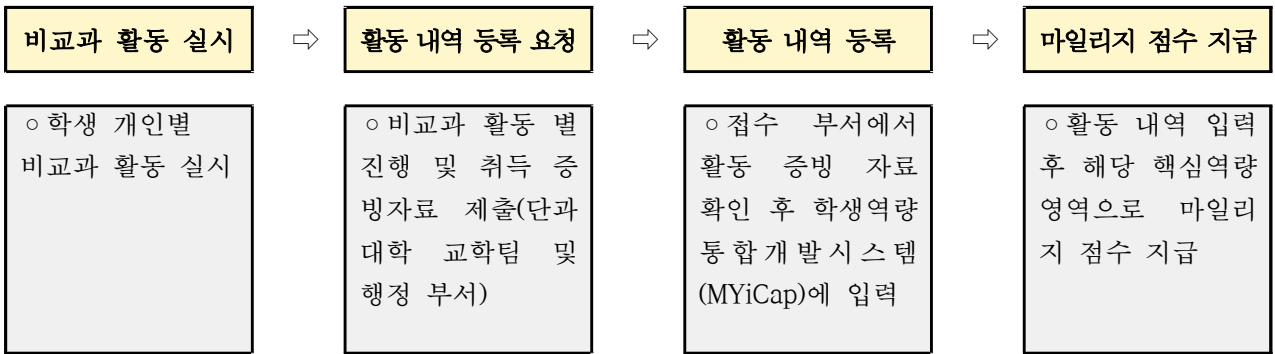 비교과 활동 실시 ⇨ 활동 내역 등록 요청 ⇨ 활동 내역 등록 ⇨ 마일리지 점수 지급
○ 학생 개인별
비교과 활동 실시
○ 비교과 활동 별
진행 및 취득 증
빙자료 제출(단과
대학 교학팀 및
행정 부서)
○ 접수 부서에서
활동 증빙 자료
확인 후 학생역량
통합개발시스템
(MYiCap)에 입력
○ 활동 내역 입력
후 해당 핵심역량
영역으로 마일리
지 점수 지급